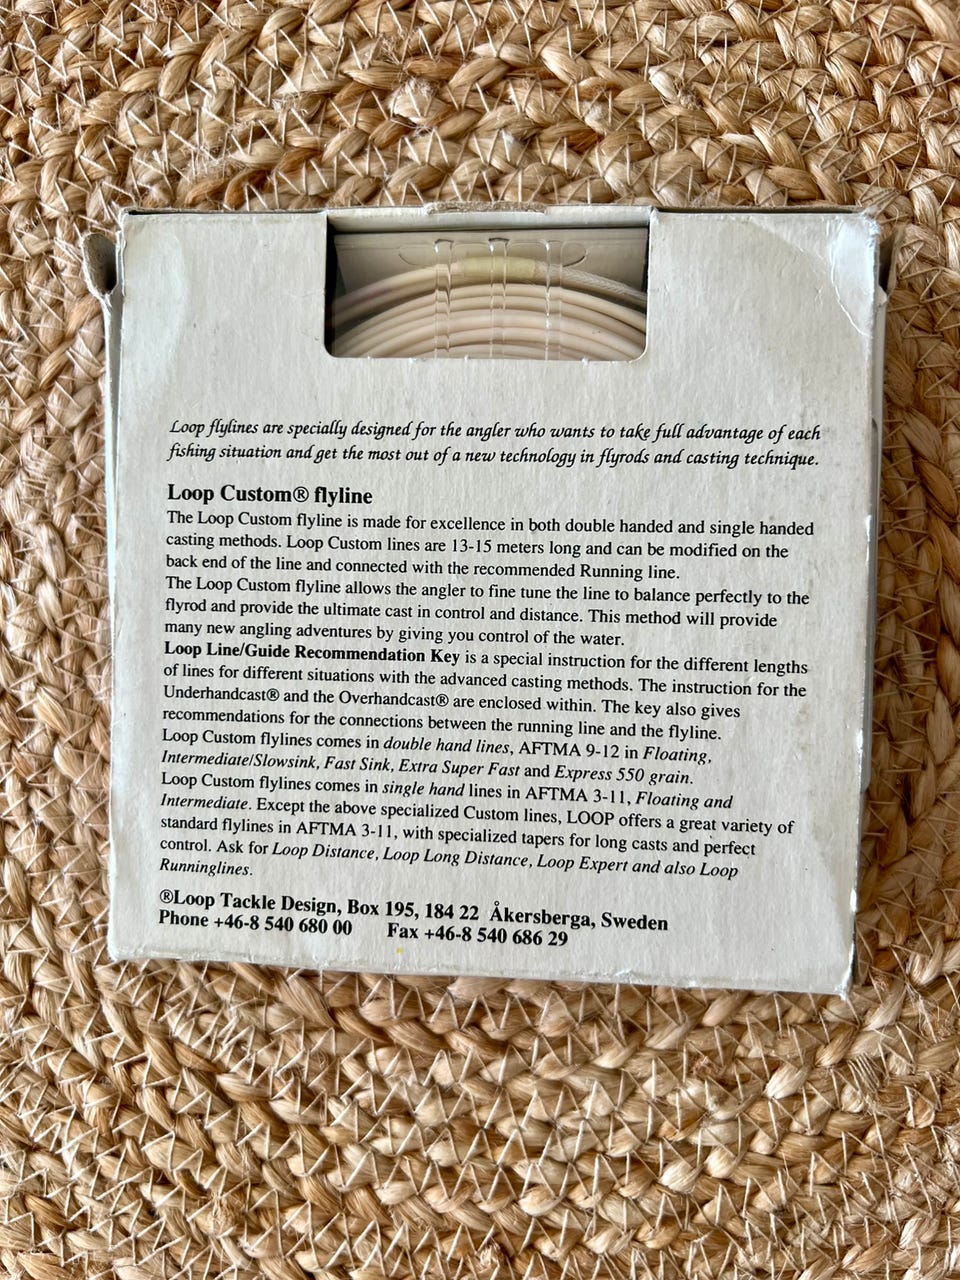 Loop flylines are specially designed for the angler who wants to take full advantage of each
fishing situation and get the most out of a new technology in flyrods and casting technique.
Loop Custom® flyline
The Loop Custom flyline is made for excellence in both double handed and single handed
casting methods. Loop Custom lines are 13-15 meters long and can be modified on the
back end of the line and connected with the recommended Running line.
The Loop Custom flyline allows the angler to fine tune the line to balance perfectly to the
flyrod and provide the ultimate cast in control and distance. This method will provide
many new angling adventures by giving you control of the water.
Loop Line/Guide Recommendation Key is a special instruction for the different lengths
of lines for different situations with the advanced casting methods. The instruction for the
Underhandcast® and the Overhandcast® are enclosed within. The key also gives
recommendations for the connections between the running line and the flyline.
Loop Custom flylines comes in double hand lines, AFTMA 9-12 in Floating,
Intermediate/Slowsink, Fast Sink, Extra Super Fast and Express 550 grain.
Loop Custom flylines comes in single hand lines in AFTMA 3-11, Floating and
Intermediate. Except the above specialized Custom lines, LOOP offers a great variety of
standard flylines in AFTMA 3-11, with specialized tapers for long casts and perfect
control. Ask for Loop Distance, Loop Long Distance, Loop Expert and also Loop
Runninglines.
®Loop Tackle Design, Box 195, 184 22 Åkersberga, Sweden
Phone +46-8 540 680 00 Fax +46-8 540 686 29